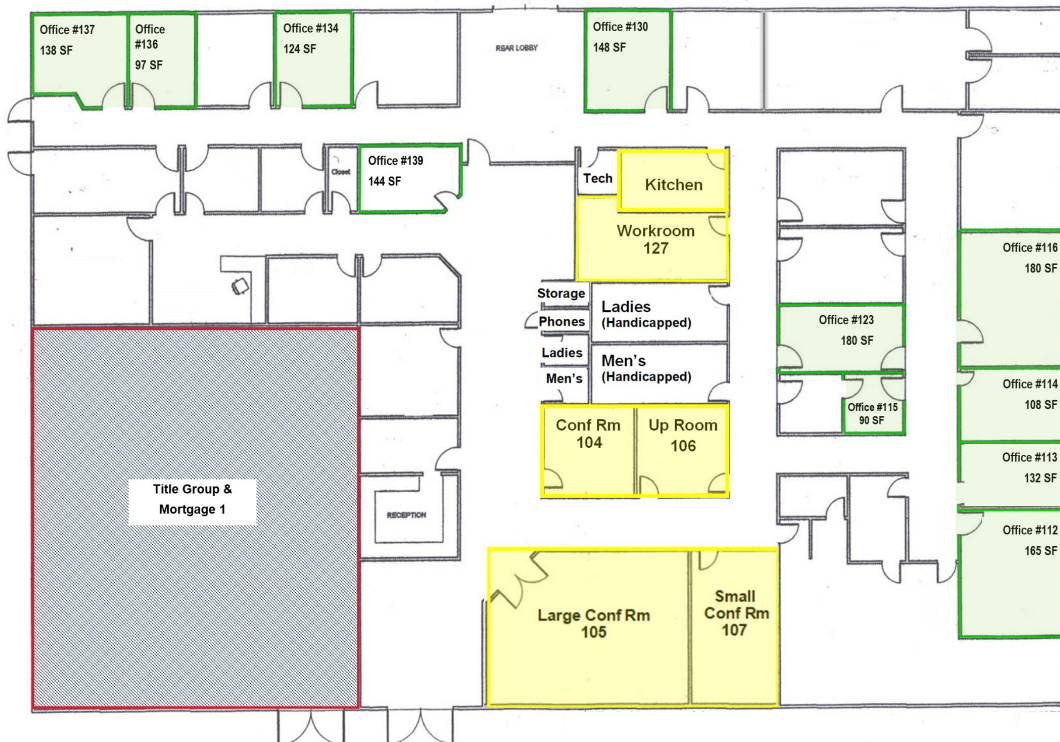 Office #137
138 SF
Office
#136
97 SF
Office #134
124 SF
REAR LOBBY
Office #130
148 SF
Closet
Office #139
144 SF
Tech
Kitchen
Workroom
127
Office #116
180 SF
Storage
Ladies
(Handicapped)
Phones
Office #123
180 SF
Ladies
Men's
(Handicapped)
Men's
Office #114
108 SF
Office #115
90 SF
Conf Rm
104
Up Room
106
Office #113
132 SF
Title Group &
Mortgage 1
RECEPTION
Office #112
165 SF
Large Conf Rm
105
Small
Conf Rm
107